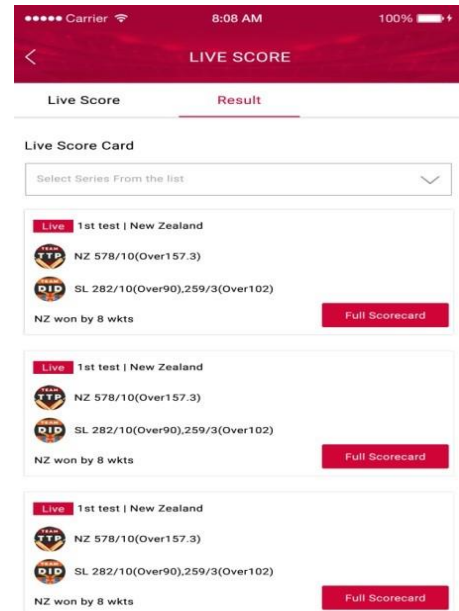 Carrier 8:08 AM 100%
LIVE SCORE
Live Score Result
Live Score Card
Select Series From the list
Live 1st test | New Zealand
TEAM
TTP
NZ 578/10(Over157.3)
TEAM
DID
SL 282/10(Over90),259/3(Over102)
NZ won by 8 wkts Full Scorecard
Live 1st test | New Zealand
TEAM
TTP
NZ 578/10(Over157.3)
TEAM
DID
SL 282/10(Over90),259/3(Over102)
NZ won by 8 wkts Full Scorecard
Live 1st test | New Zealand
TEAM
TTP
NZ 578/10(Over157.3)
TEAM
DID
SL 282/10(Over90),259/3(Over102)
NZ won by 8 wkts Full Scorecard